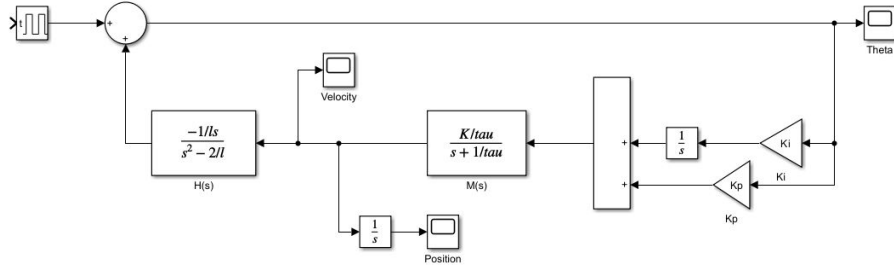 t
+
+
Theta
Velocity
-1/ls
s² - 2/l
H(s)
K/tau
s + 1/tau
M(s)
+
+
1
s
Ki
Ki
Kp
Kp
1
s
Position